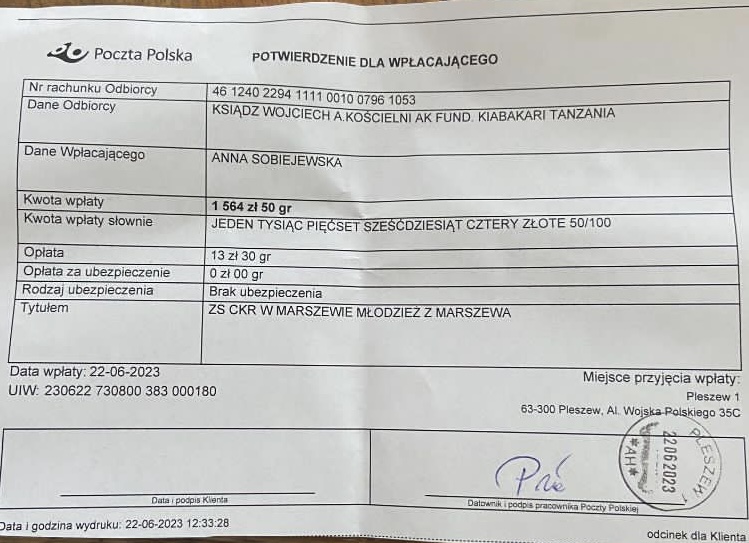 Poczta Polska
POTWIERDZENIE DLA WPŁACAJĄCEGO
Nr rachunku Odbiorcy 46 1240 2294 1111 0010 0796 1053
Dane Odbiorcy KSIĄDZ WOJCIECH A.KOŚCIELNI AK FUND. KIABAKARI TANZANIA
Dane Wpłacającego ANNA SOBIEJEWSKA
Kwota wpłaty 1 564 zł 50 gr
Kwota wpłaty słownie JEDEN TYSIĄC PIĘĆSET SZEŚĆDZIESIĄT CZTERY ZŁOTE 50/100
Opłata 13 zł 30 gr
Opłata za ubezpieczenie 0 zł 00 gr
Rodzaj ubezpieczenia Brak ubezpieczenia
Tytułem ZS CKR W MARSZEWIE MŁODZIEŻ Z MARSZEWA
Data wpłaty: 22-06-2023
UIW: 230622 730800 383 000180
Miejsce przyjęcia wpłaty:
Pleszew 1
63-300 Pleszew, Al. Wojska Polskiego 35C
PLESZEW 1
22062023
*AH*
Data i podpis Klienta
Datownik i podpis pracownika Poczty Polskiej
Data i godzina wydruku: 22-06-2023 12:33:28
odcinek dla Klienta